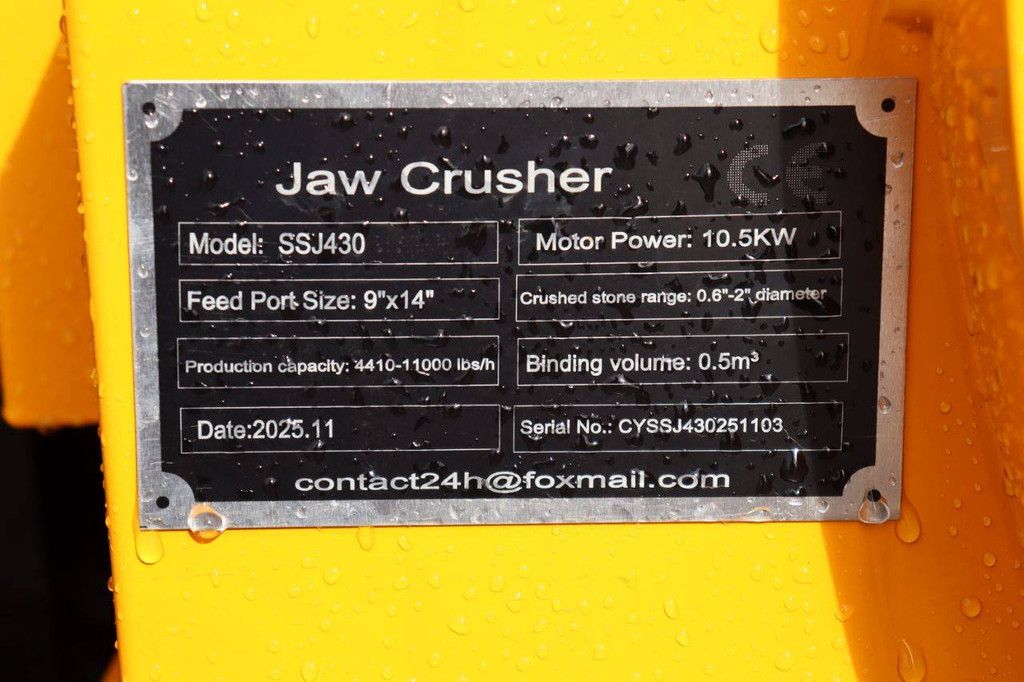 Jaw Crusher CE
Model: SSJ430
Motor Power: 10.5KW
Feed Port Size: 9"x14"
Crushed stone range: 0.6"-2" diameter
Production capacity: 4410-11000 lbs/h
Binding volume: 0.5m³
Date:2025.11
Serial No.: CYSSJ430251103
contact24h@foxmail.com